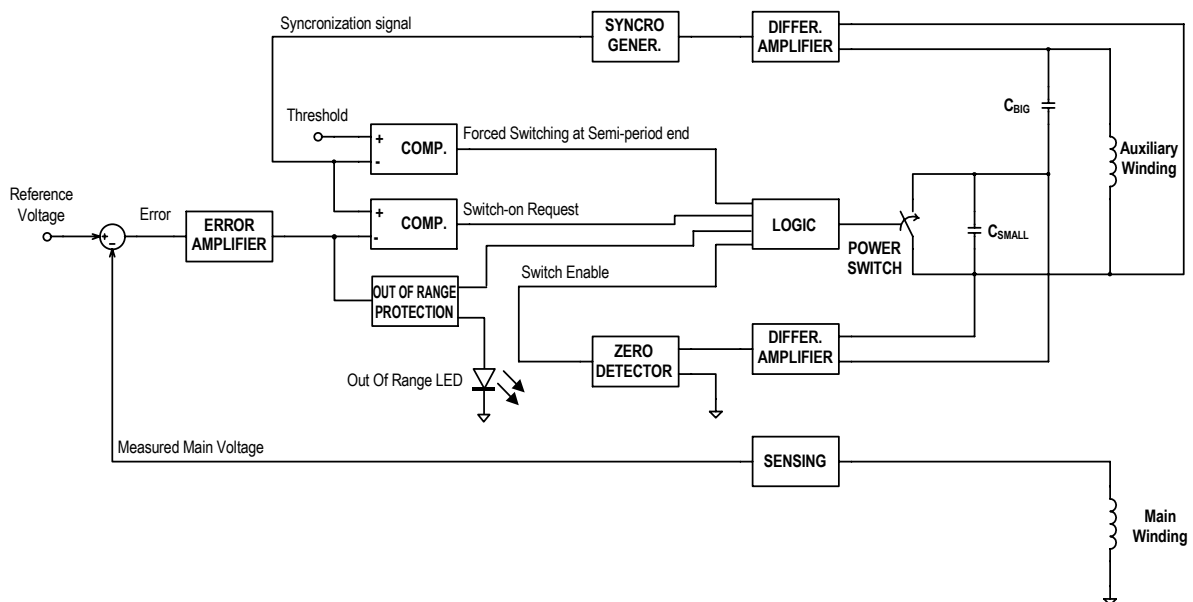 Syncronization signal
SYNCRO
GENER.
DIFFER.
AMPLIFIER
CBIG
Threshold
+
-
COMP.
Forced Switching at Semi-period end
Auxiliary
Winding
Reference
Voltage
+
-
Error
ERROR
AMPLIFIER
+
-
COMP.
Switch-on Request
LOGIC
POWER
SWITCH
CSMALL
OUT OF RANGE
PROTECTION
Switch Enable
ZERO
DETECTOR
DIFFER.
AMPLIFIER
Out Of Range LED
Measured Main Voltage
SENSING
Main
Winding